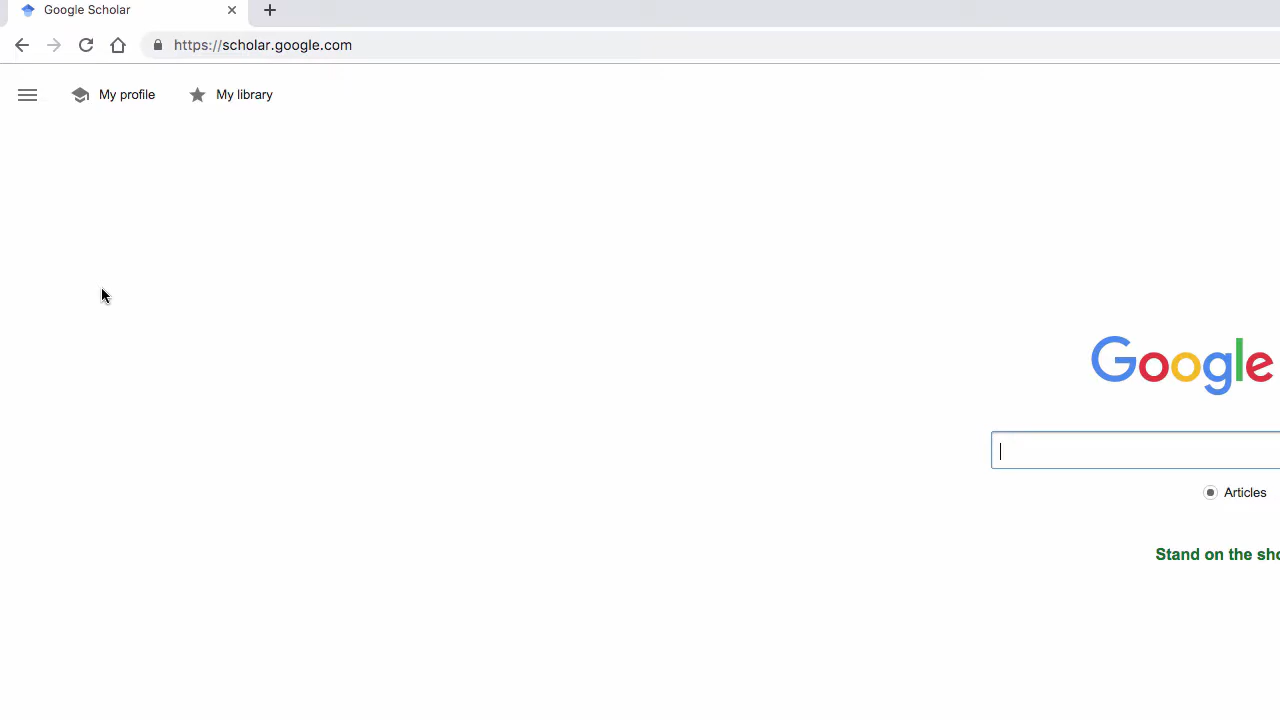 Google Scholar
https://scholar.google.com
My profile
My library
Google
Articles
Stand on the sho